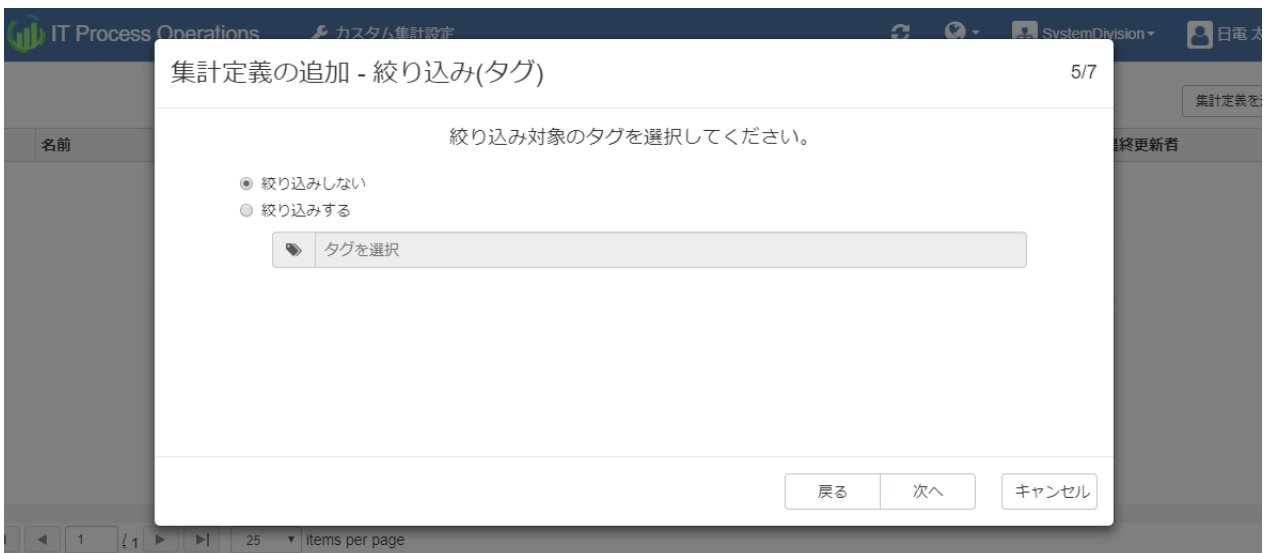 IT Process Operations カスタム集計設定 SystemDivision 日電 太
集計定義の追加 - 絞り込み(タグ) 5/7
集計定義を
絞り込み対象のタグを選択してください。
名前 最終更新者
絞り込みしない
絞り込みする
タグを選択
戻る 次へ キャンセル
1 / 1 25 items per page